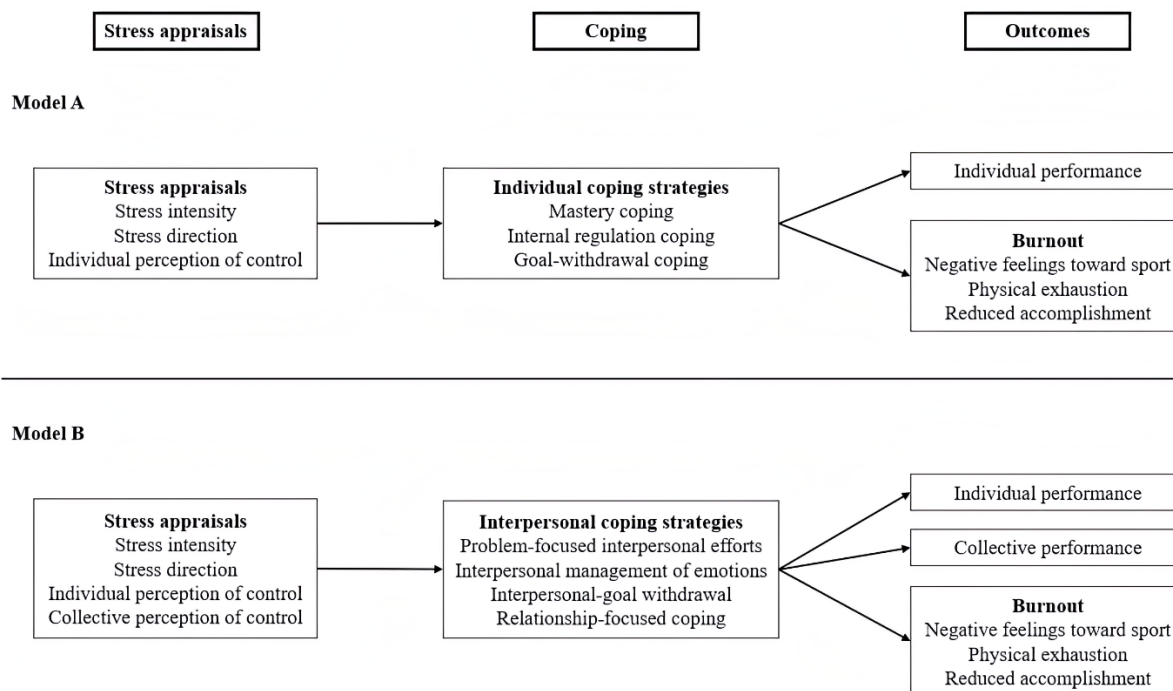 Stress appraisals
Coping
Outcomes
Model A
Stress appraisals
Stress intensity
Stress direction
Individual perception of control
Individual coping strategies
Mastery coping
Internal regulation coping
Goal-withdrawal coping
Individual performance
Burnout
Negative feelings toward sport
Physical exhaustion
Reduced accomplishment
Model B
Stress appraisals
Stress intensity
Stress direction
Individual perception of control
Collective perception of control
Interpersonal coping strategies
Problem-focused interpersonal efforts
Interpersonal management of emotions
Interpersonal-goal withdrawal
Relationship-focused coping
Individual performance
Collective performance
Burnout
Negative feelings toward sport
Physical exhaustion
Reduced accomplishment